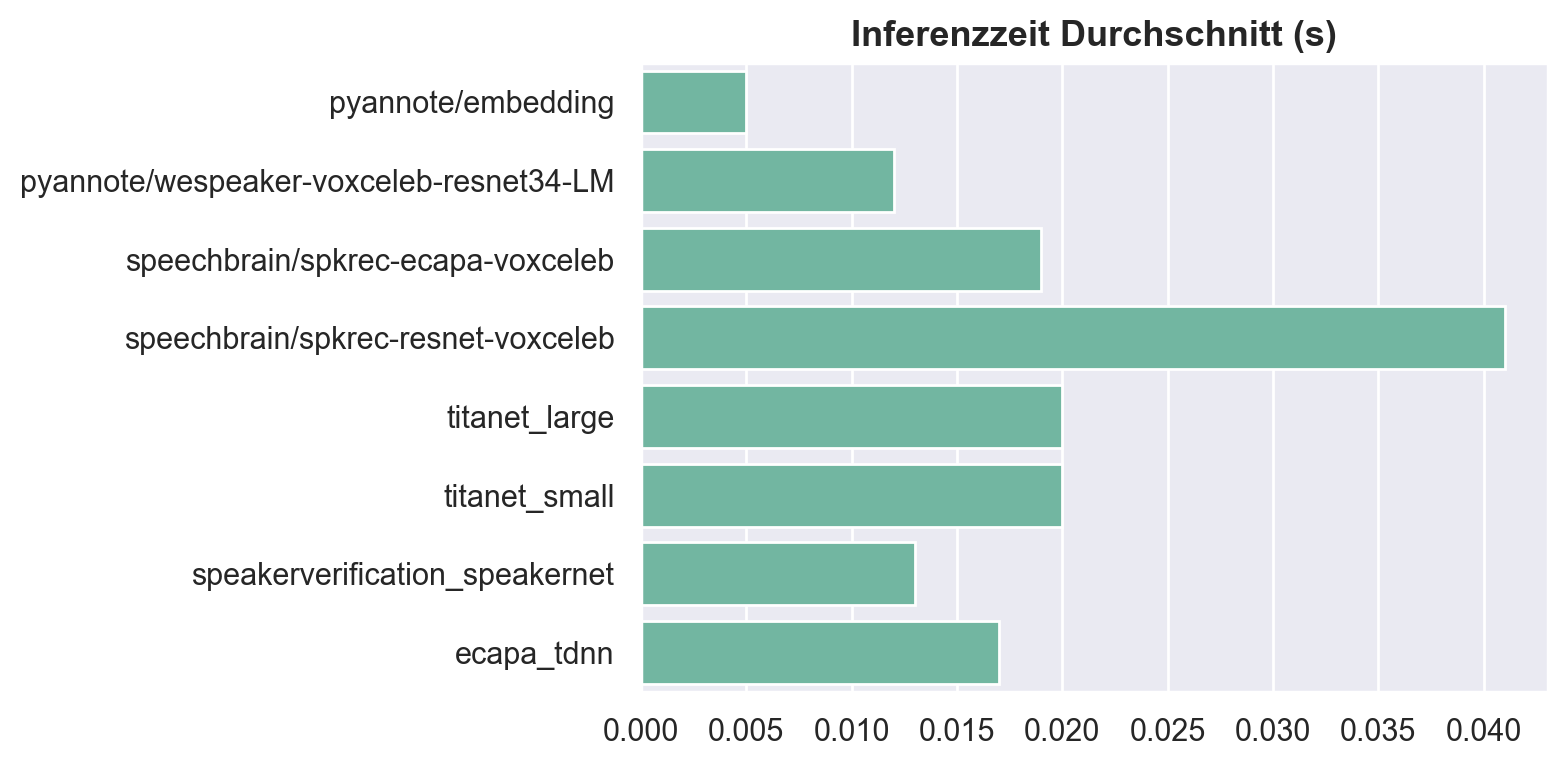 Inferenzzeit Durchschnitt (s)
pyannote/embedding
pyannote/wespeaker-voxceleb-resnet34-LM
speechbrain/spkrec-ecapa-voxceleb
speechbrain/spkrec-resnet-voxceleb
titanet_large
titanet_small
speakerverification_speakernet
ecapa_tdnn
0.000 0.005 0.010 0.015 0.020 0.025 0.030 0.035 0.040